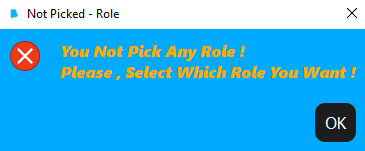 Not Picked - Role
You Not Pick Any Role !
Please , Select Which Role You Want !
OK